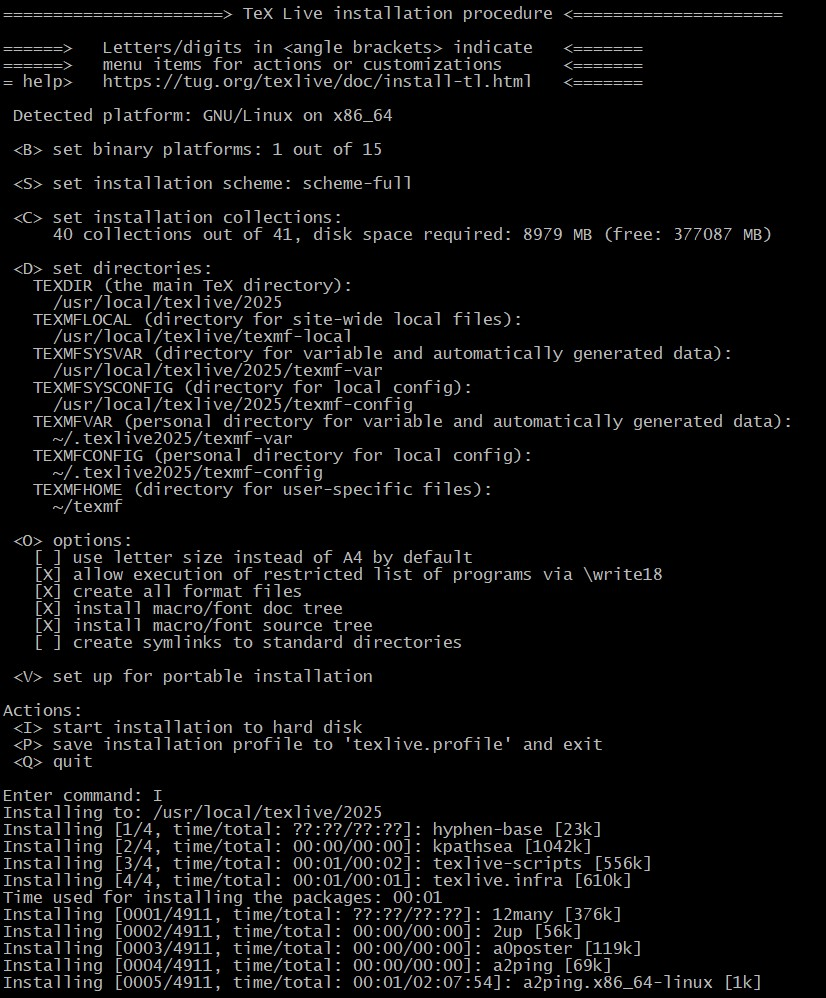 ======================> TeX Live installation procedure <=====================
======>   Letters/digits in <angle brackets> indicate   <=======
======>   menu items for actions or customizations      <=======
= help>   https://tug.org/texlive/doc/install-tl.html   <=======
Detected platform: GNU/Linux on x86_64
<B> set binary platforms: 1 out of 15
<S> set installation scheme: scheme-full
<C> set installation collections:
40 collections out of 41, disk space required: 8979 MB (free: 377087 MB)
<D> set directories:
TEXDIR (the main TeX directory):
/usr/local/texlive/2025
TEXMFLOCAL (directory for site-wide local files):
/usr/local/texlive/texmf-local
TEXMFSYSVAR (directory for variable and automatically generated data):
/usr/local/texlive/2025/texmf-var
TEXMFSYSCONFIG (directory for local config):
/usr/local/texlive/2025/texmf-config
TEXMFVAR (personal directory for variable and automatically generated data):
~/.texlive2025/texmf-var
TEXMFCONFIG (personal directory for local config):
~/.texlive2025/texmf-config
TEXMFHOME (directory for user-specific files):
~/texmf
<O> options:
[ ] use letter size instead of A4 by default
[X] allow execution of restricted list of programs via \write18
[X] create all format files
[X] install macro/font doc tree
[X] install macro/font source tree
[ ] create symlinks to standard directories
<V> set up for portable installation
Actions:
<I> start installation to hard disk
<P> save installation profile to 'texlive.profile' and exit
<Q> quit
Enter command: I
Installing to: /usr/local/texlive/2025
Installing [1/4, time/total: ??:??/??:??]: hyphen-base [23k]
Installing [2/4, time/total: 00:00/00:00]: kpathsea [1042k]
Installing [3/4, time/total: 00:01/00:02]: texlive-scripts [556k]
Installing [4/4, time/total: 00:01/00:01]: texlive.infra [610k]
Time used for installing the packages: 00:01
Installing [0001/4911, time/total: ??:??/??:??]: 12many [376k]
Installing [0002/4911, time/total: 00:00/00:00]: 2up [56k]
Installing [0003/4911, time/total: 00:00/00:00]: a0poster [119k]
Installing [0004/4911, time/total: 00:00/00:00]: a2ping [69k]
Installing [0005/4911, time/total: 00:01/02:07:54]: a2ping.x86_64-linux [1k]